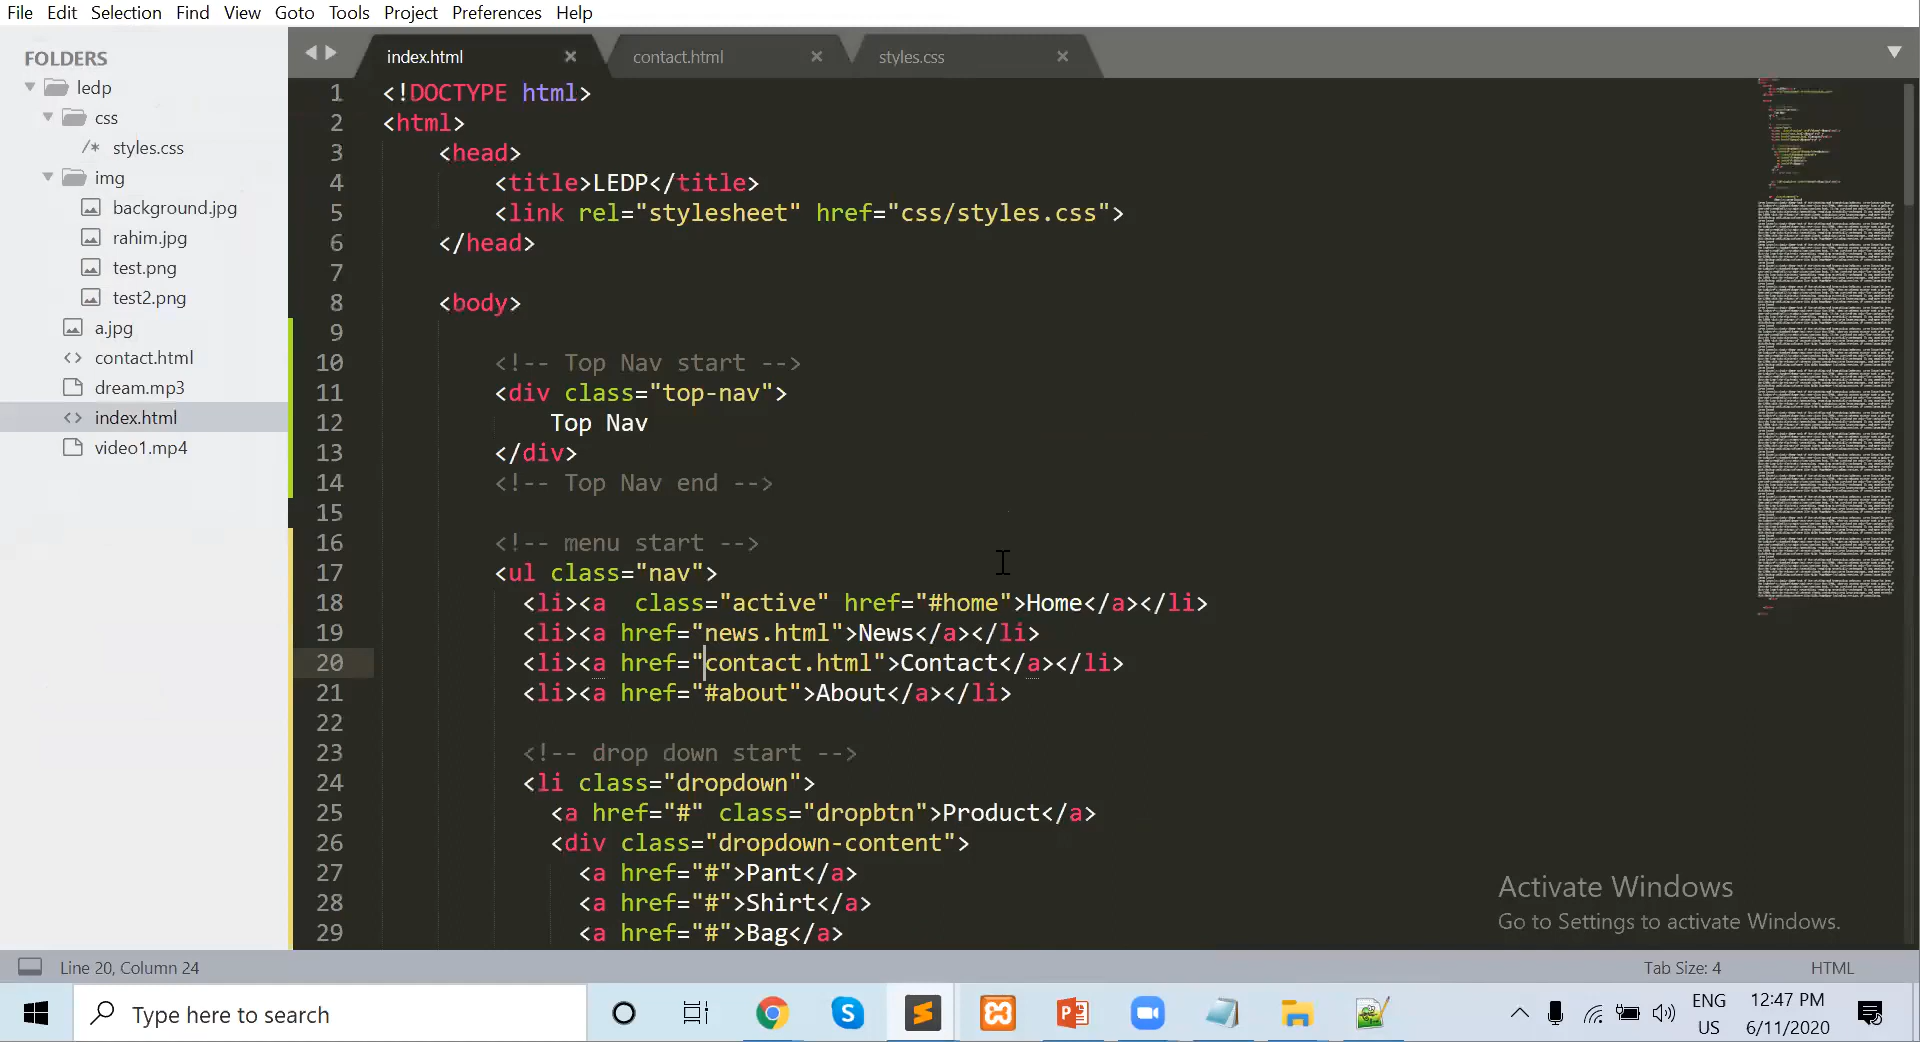 File Edit Selection Find View Goto Tools Project Preferences Help
FOLDERS
ledp
css
/* styles.css
img
background.jpg
rahim.jpg
test.png
test2.png
a.jpg
<> contact.html
dream.mp3
<> index.html
video1.mp4
index.html × contact.html × styles.css ×
1 <!DOCTYPE html>
2 <html>
3 <head>
4 <title>LEDP</title>
5 <link rel="stylesheet" href="css/styles.css">
6 </head>
7
8 <body>
9
10 <!-- Top Nav start -->
11 <div class="top-nav">
12 Top Nav
13 </div>
14 <!-- Top Nav end -->
15
16 <!-- menu start -->
17 <ul class="nav">
18 <li><a  class="active" href="#home">Home</a></li>
19 <li><a href="news.html">News</a></li>
20 <li><a href="contact.html">Contact</a></li>
21 <li><a href="#about">About</a></li>
22
23 <!-- drop down start -->
24 <li class="dropdown">
25 <a href="#" class="dropbtn">Product</a>
26 <div class="dropdown-content">
27 <a href="#">Pant</a>
28 <a href="#">Shirt</a>
29 <a href="#">Bag</a>
Activate Windows
Go to Settings to activate Windows.
Line 20, Column 24 Tab Size: 4 HTML
Type here to search
ENG
US
12:47 PM
6/11/2020